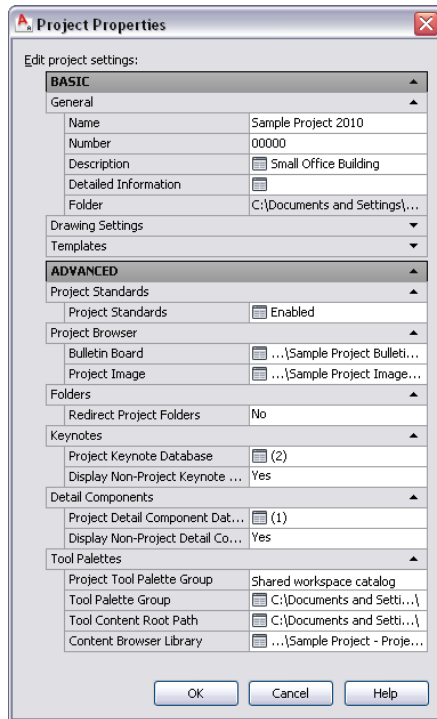 Project Properties
Edit project settings:
BASIC
General
Name Sample Project 2010
Number 00000
Description Small Office Building
Detailed Information
Folder C:\Documents and Settings\...
Drawing Settings
Templates
ADVANCED
Project Standards
Project Standards Enabled
Project Browser
Bulletin Board ...\Sample Project Bulleti...
Project Image ...\Sample Project Image...
Folders
Redirect Project Folders No
Keynotes
Project Keynote Database (2)
Display Non-Project Keynote ... Yes
Detail Components
Project Detail Component Dat... (1)
Display Non-Project Detail Co... Yes
Tool Palettes
Project Tool Palette Group Shared workspace catalog
Tool Palette Group C:\Documents and Setti...\
Tool Content Root Path C:\Documents and Setti...\
Content Browser Library ...\Sample Project - Proje...
OK Cancel Help